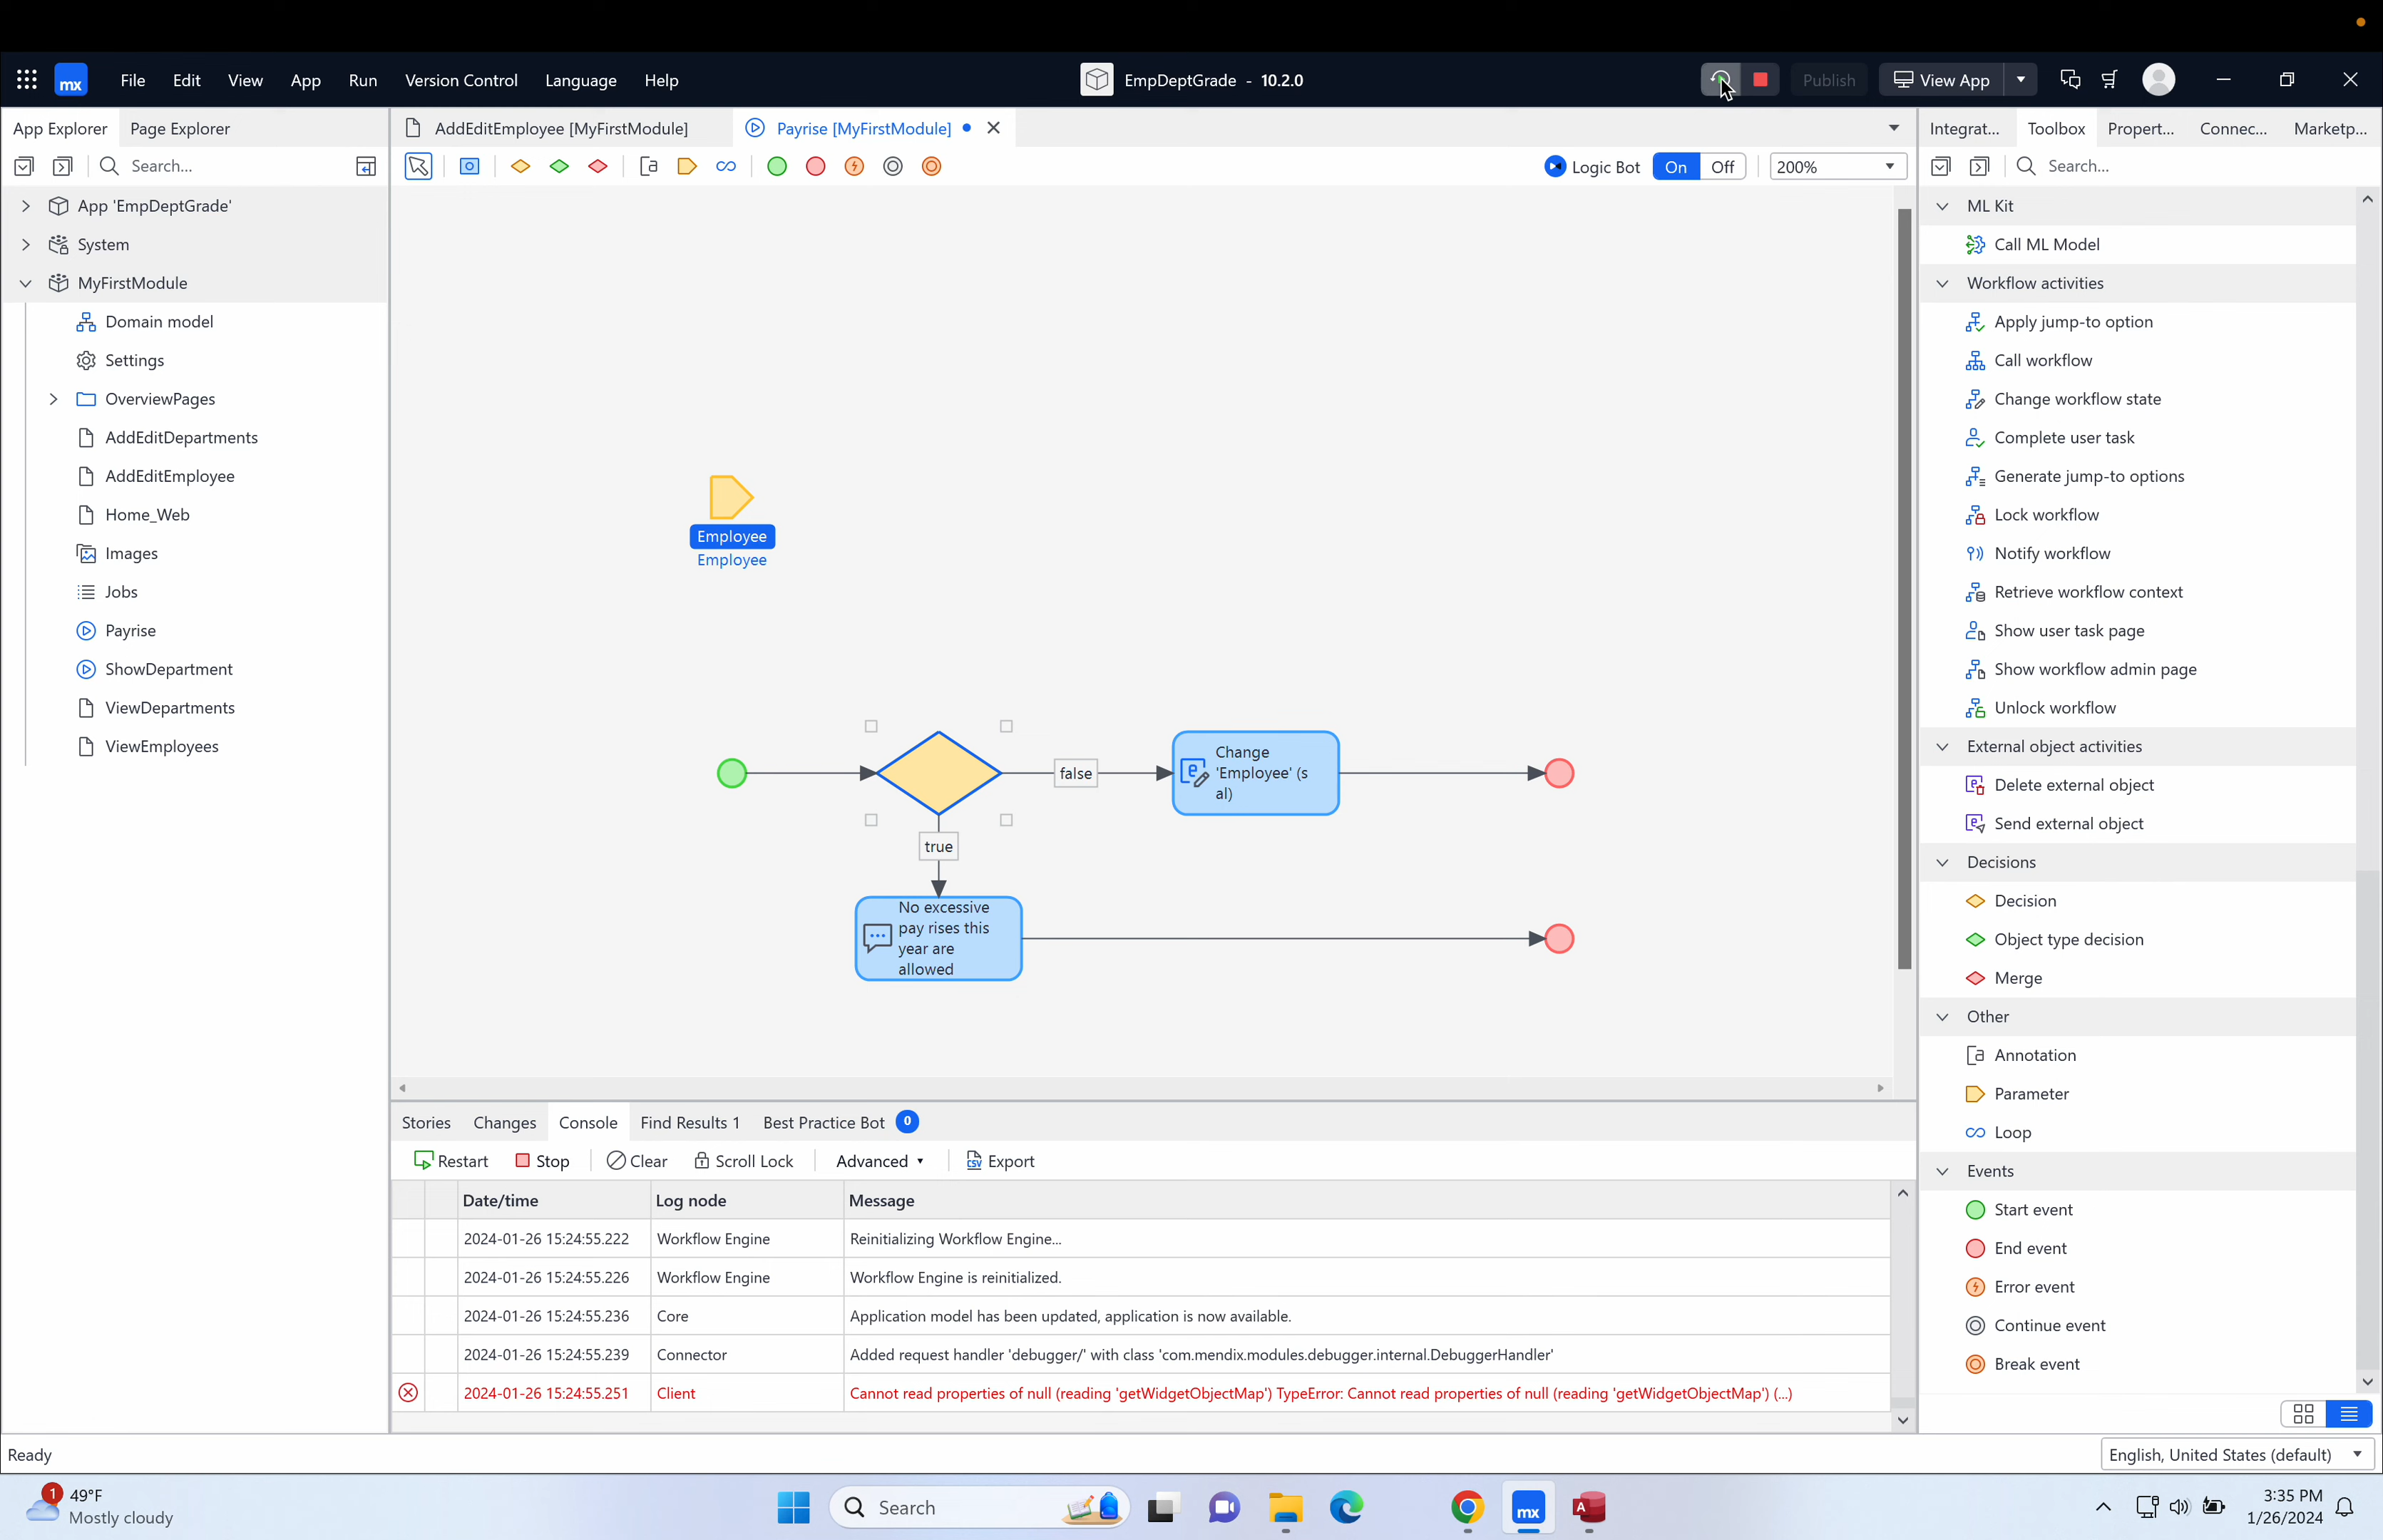 mx File Edit View App Run Version Control Language Help EmpDeptGrade - 10.2.0 Publish View App
App Explorer Page Explorer AddEditEmployee [MyFirstModule] Payrise [MyFirstModule] Integrat... Toolbox Propert... Connec... Marketp...
Search... Logic Bot On Off 200% Search...
App 'EmpDeptGrade'
System
MyFirstModule
Domain model
Settings
OverviewPages
AddEditDepartments
AddEditEmployee
Home_Web
Images
Jobs
Payrise
ShowDepartment
ViewDepartments
ViewEmployees
Employee
Employee
false
Change
'Employee' (s
al)
true
No excessive
pay rises this
year are
allowed
ML Kit
Call ML Model
Workflow activities
Apply jump-to option
Call workflow
Change workflow state
Complete user task
Generate jump-to options
Lock workflow
Notify workflow
Retrieve workflow context
Show user task page
Show workflow admin page
Unlock workflow
External object activities
Delete external object
Send external object
Decisions
Decision
Object type decision
Merge
Other
Annotation
Parameter
Loop
Events
Start event
End event
Error event
Continue event
Break event
Stories Changes Console Find Results 1 Best Practice Bot 0
Restart Stop Clear Scroll Lock Advanced Export
Date/time Log node Message
2024-01-26 15:24:55.222 Workflow Engine Reinitializing Workflow Engine...
2024-01-26 15:24:55.226 Workflow Engine Workflow Engine is reinitialized.
2024-01-26 15:24:55.236 Core Application model has been updated, application is now available.
2024-01-26 15:24:55.239 Connector Added request handler 'debugger/' with class 'com.mendix.modules.debugger.internal.DebuggerHandler'
2024-01-26 15:24:55.251 Client Cannot read properties of null (reading 'getWidgetObjectMap') TypeError: Cannot read properties of null (reading 'getWidgetObjectMap') (...)
Ready English, United States (default)
1 49°F
Mostly cloudy
Search
mx
A
3:35 PM
1/26/2024